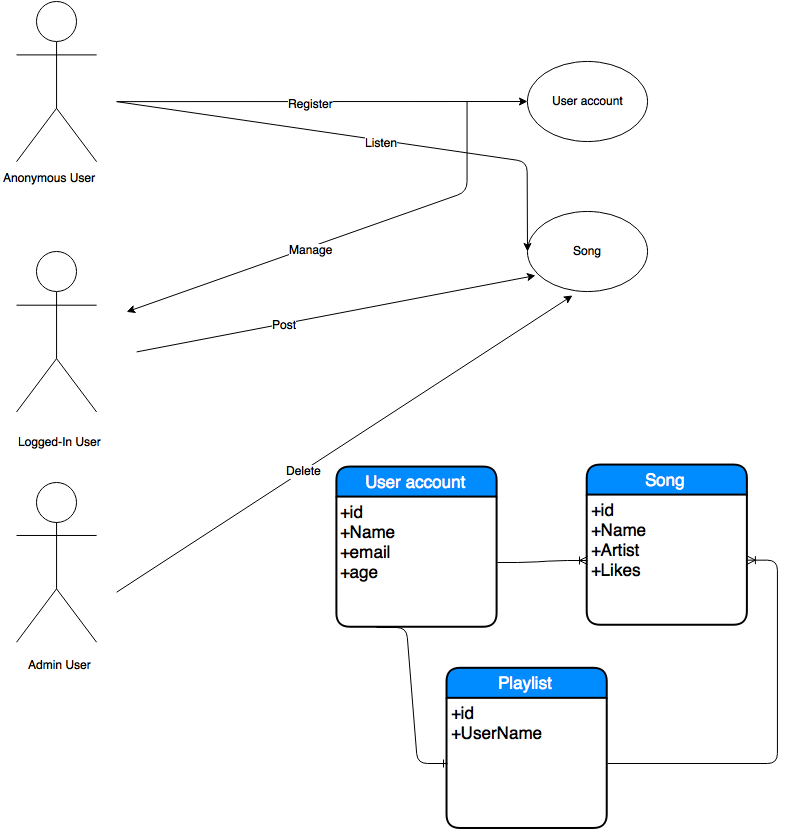 Register
User account
Listen
Anonymous User
Manage
Song
Post
Logged-In User
Delete
Admin User
User account
+id
+Name
+email
+age
Song
+id
+Name
+Artist
+Likes
Playlist
+id
+UserName